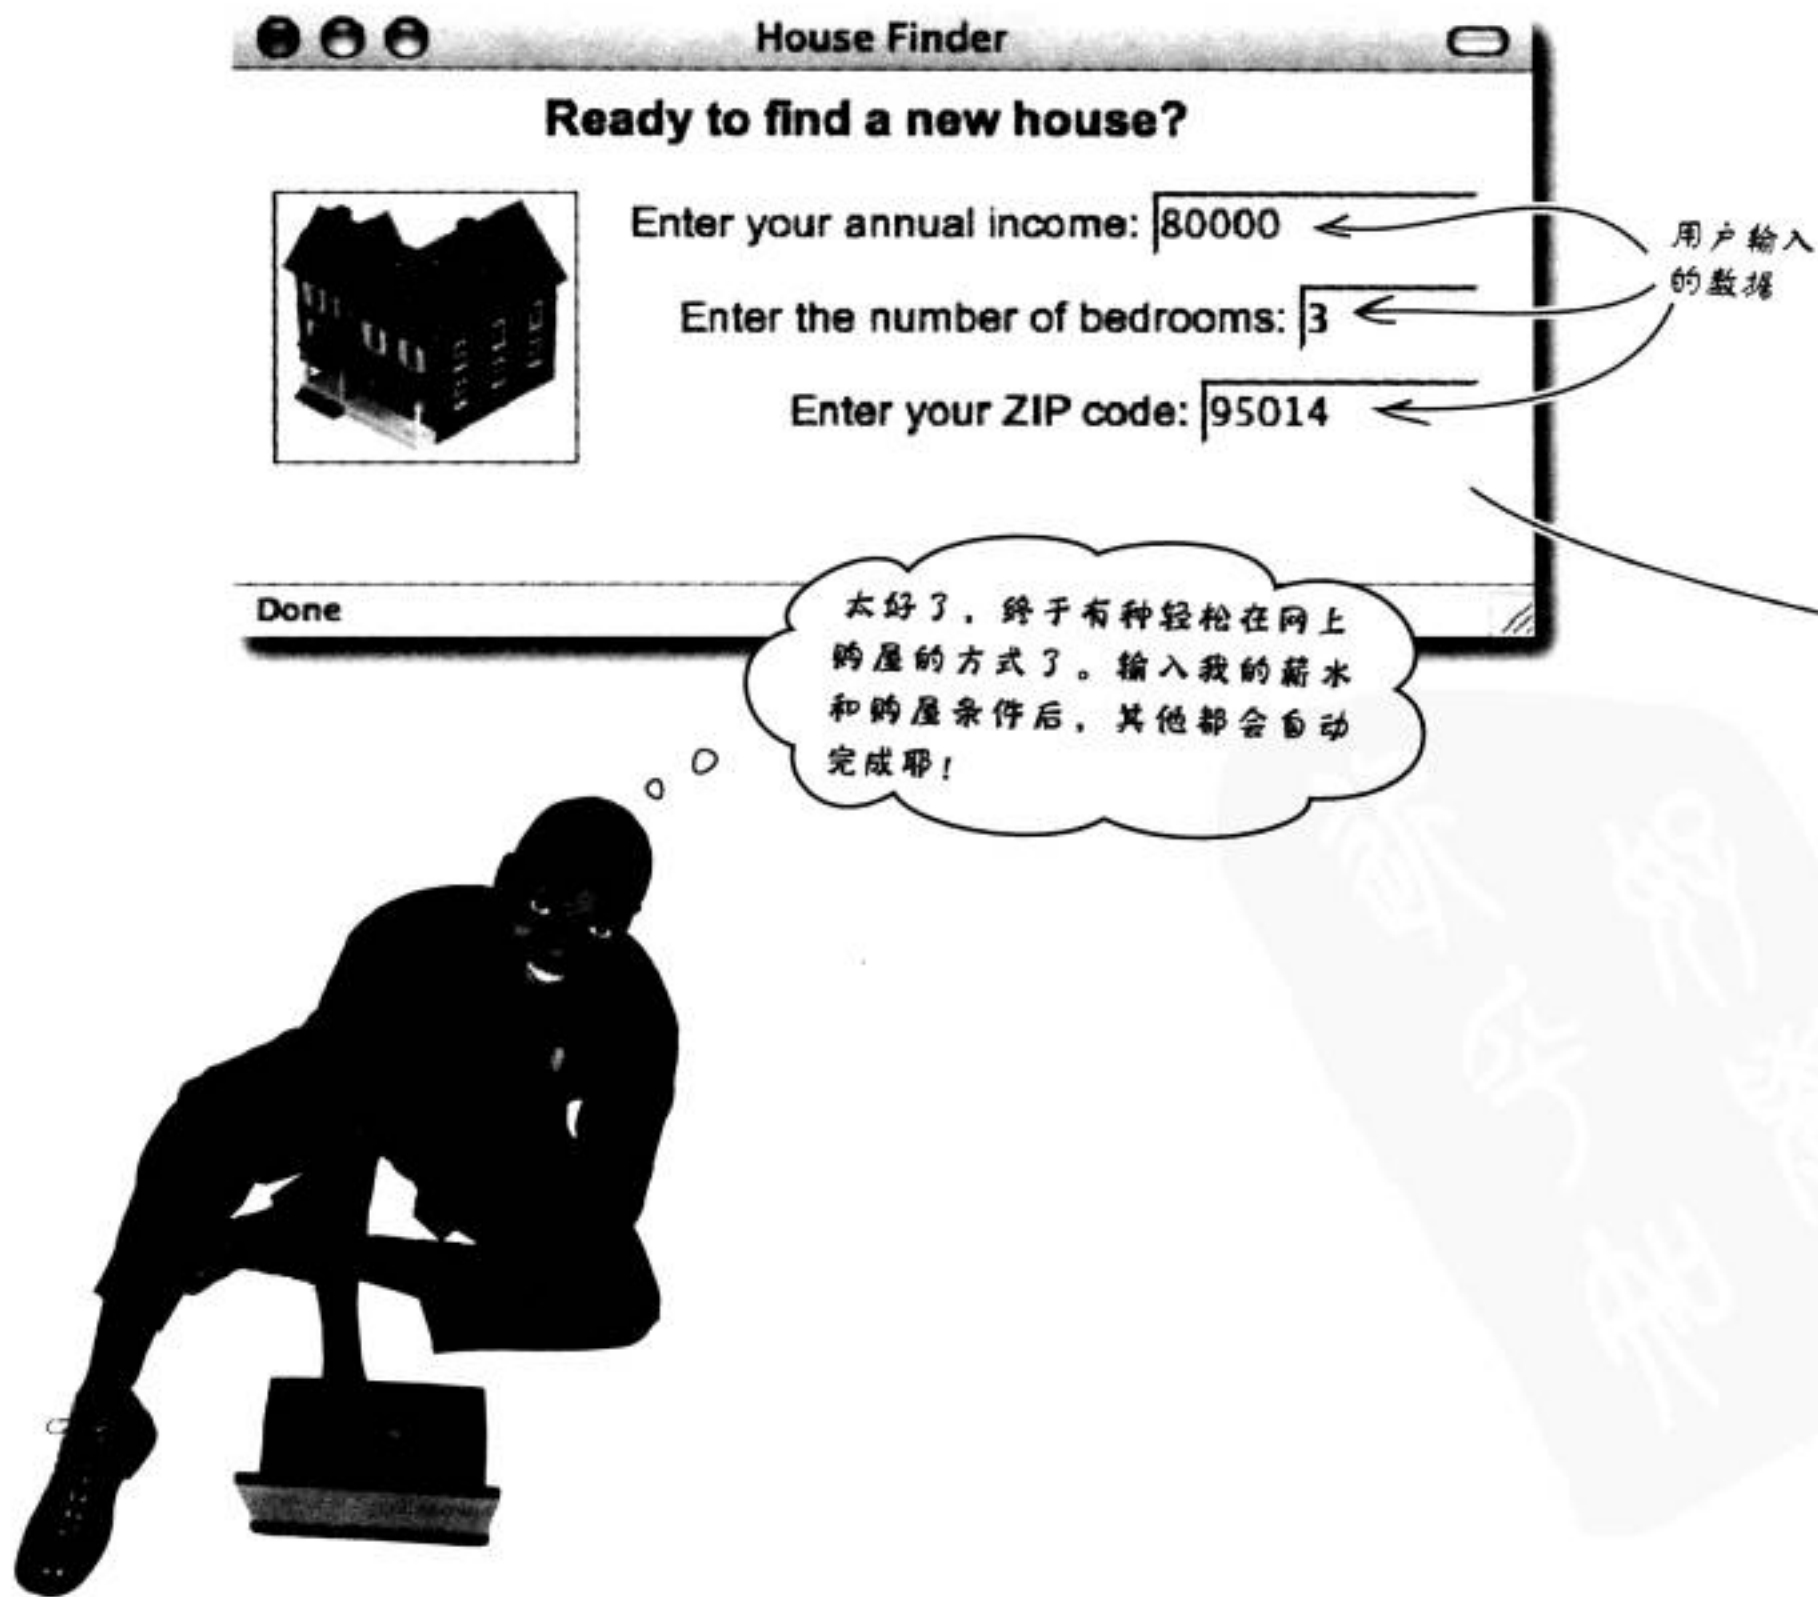 House Finder
Ready to find a new house?
Enter your annual income: 80000
Enter the number of bedrooms: 3
Enter your ZIP code: 95014
用户输入
的数据
Done
太好了，终于有种轻松在网上
购屋的方式了。输入我的薪水
和购屋条件后，其他都会自动
完成耶！